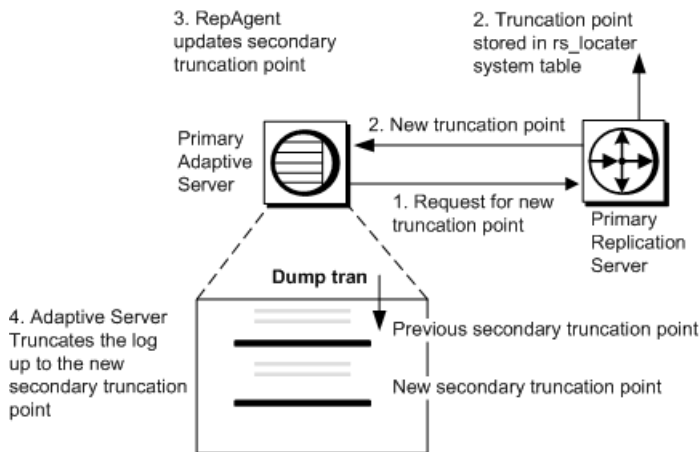 3. RepAgent
updates secondary
truncation point
2. Truncation point
stored in rs_locater
system table
Primary
Adaptive
Server
2. New truncation point
1. Request for new
truncation point
Primary
Replication
Server
Dump tran
4. Adaptive Server
Truncates the log
up to the new
secondary truncation
point
Previous secondary truncation point
New secondary truncation point